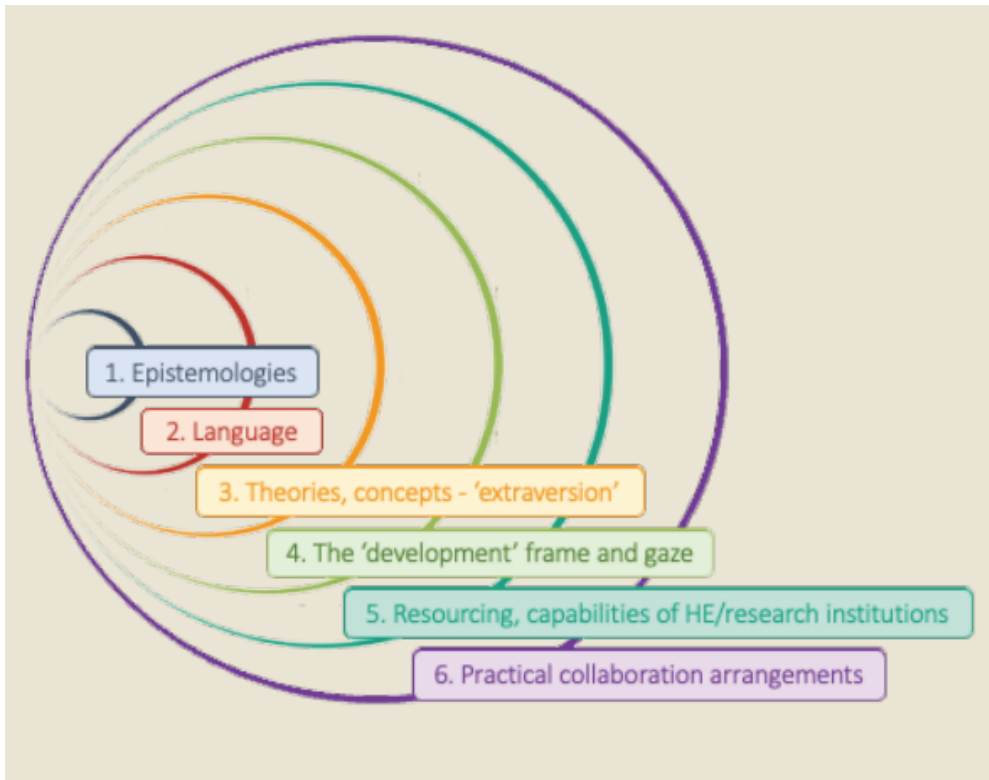 1. Epistemologies
2. Language
3. Theories, concepts - ‘extraversion’
4. The ‘development’ frame and gaze
5. Resourcing, capabilities of HE/research institutions
6. Practical collaboration arrangements